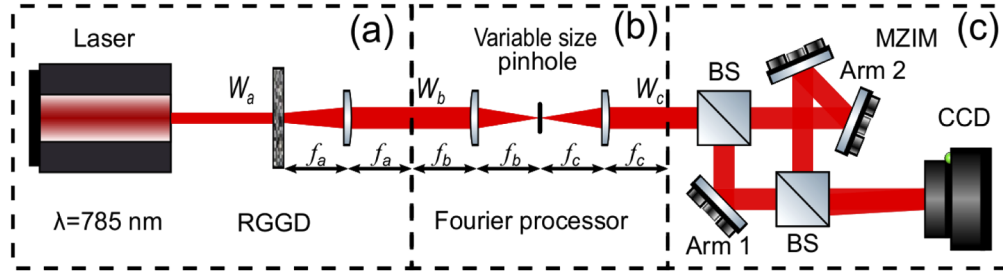 (a)
Laser
W_a
f_a
f_a
λ=785 nm
RGGD
(b)
Variable size
pinhole
W_b
W_c
f_b
f_b
f_c
f_c
Fourier processor
(c)
MZIM
BS
Arm 2
CCD
Arm 1
BS